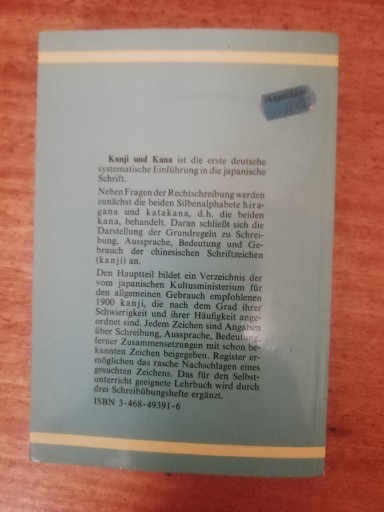 Hugendubel
Kanji und Kana ist die erste deutsche
systematische Einführung in die japanische
Schrift.
Neben Fragen der Rechtschreibung werden
zunächst die beiden Silbenalphabete hira-
gana und katakana, d.h. die beiden
kana, behandelt. Daran schließt sich die
Darstellung der Grundregeln zu Schrei-
bung, Aussprache, Bedeutung und Ge-
brauch der chinesischen Schriftzeichen
(kanji) an.
Den Hauptteil bildet ein Verzeichnis der
vom japanischen Kultusministerium für
den allgemeinen Gebrauch empfohlenen
1900 kanji, die nach dem Grad ihrer
Schwierigkeit und ihrer Häufigkeit ange-
ordnet sind. Jedem Zeichen sind Angaben
über Schreibung, Aussprache, Bedeutung,
ferner Zusammensetzungen mit schon be-
kannten Zeichen beigegeben. Register er-
möglichen das rasche Nachschlagen eines
gesuchten Zeichens. Das für den Selbst-
unterricht geeignete Lehrbuch wird durch
drei Schreibübungshefte ergänzt.
ISBN 3-468-49391-6